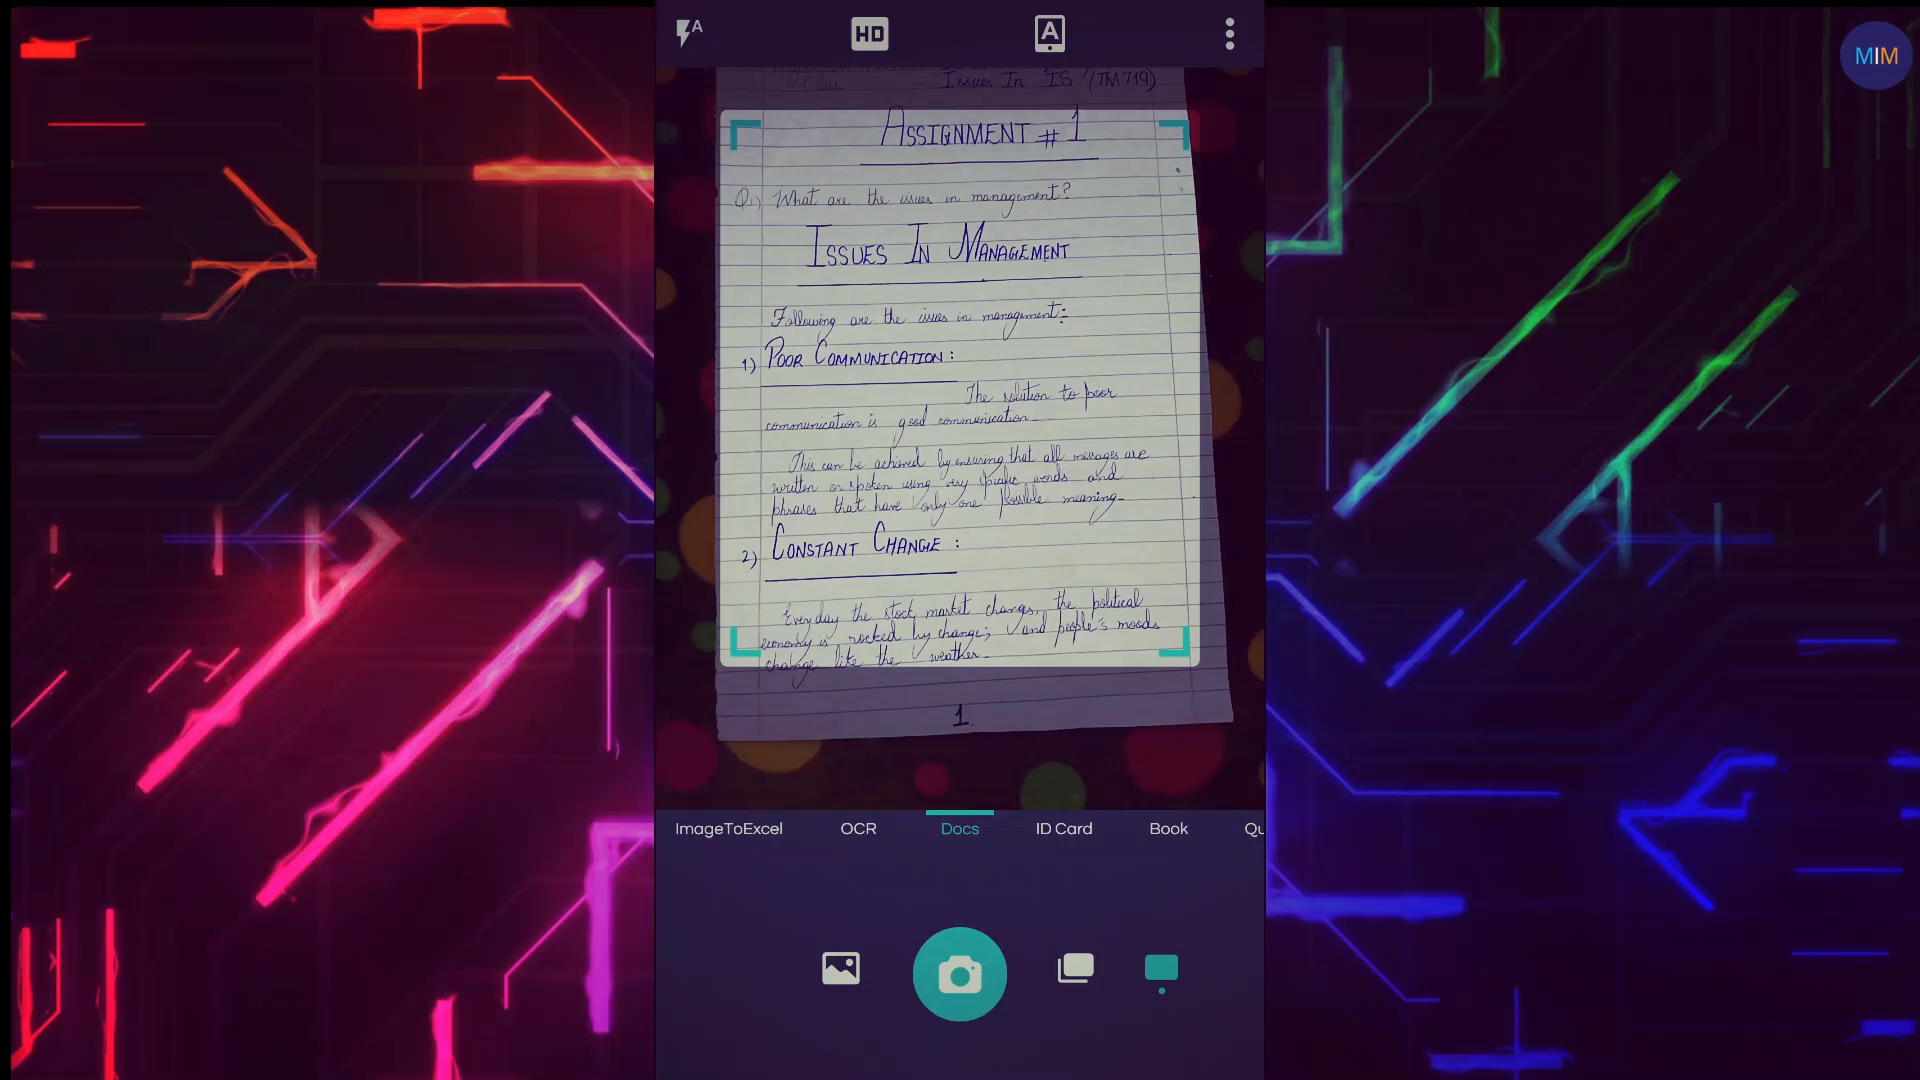 A
HD
A
MIM
Issues In IS (TM719)
ASSIGNMENT # 1
Q1) What are the issues in management?
ISSUES IN MANAGEMENT
Following are the issues in management:
1) POOR COMMUNICATION:
The solution to poor
communication is good communication.
This can be achieved by ensuring that all messages are
written or spoken using very specific words and
phrases that have only one possible meaning.
2) CONSTANT CHANGE:
Everyday the stock market changes, the political
economy is rocked by change; and people's moods
change like the weather.
1
ImageToExcel OCR Docs ID Card Book Qu